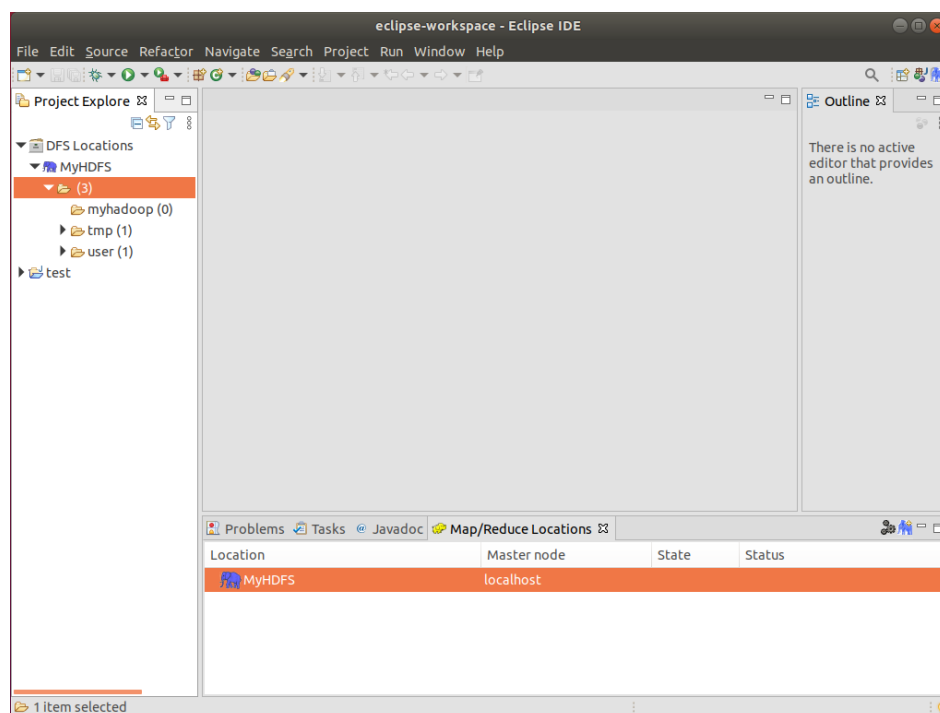 eclipse-workspace - Eclipse IDE
File Edit Source Refactor Navigate Search Project Run Window Help
Project Explore
Outline
DFS Locations
MyHDFS
(3)
myhadoop (0)
tmp (1)
user (1)
test
There is no active
editor that provides
an outline.
Problems @ Tasks Javadoc Map/Reduce Locations
Location Master node State Status
MyHDFS localhost
1 item selected